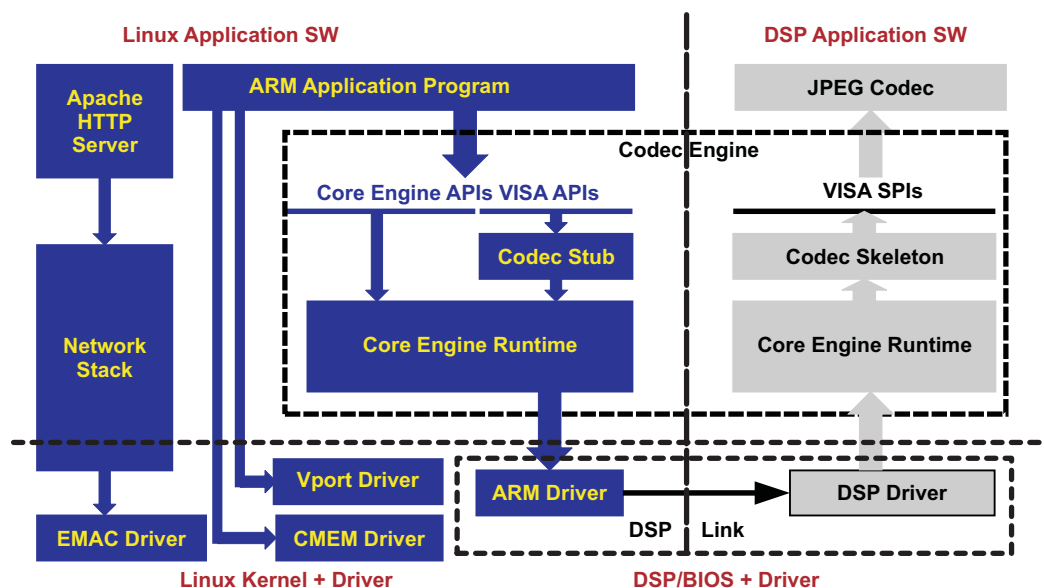 Linux Application SW
DSP Application SW
Apache
HTTP
Server
ARM Application Program
JPEG Codec
Codec Engine
Core Engine APIs VISA APIs
VISA SPIs
Codec Stub
Codec Skeleton
Network
Stack
Core Engine Runtime
Core Engine Runtime
Vport Driver
ARM Driver
DSP Driver
EMAC Driver
CMEM Driver
DSP Link
Linux Kernel + Driver
DSP/BIOS + Driver